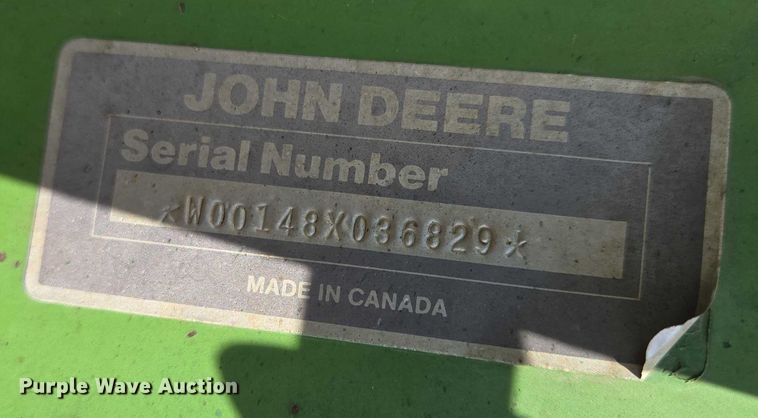 JOHN DEERE
Serial Number
*W00148X036829*
MADE IN CANADA
Purple Wave Auction